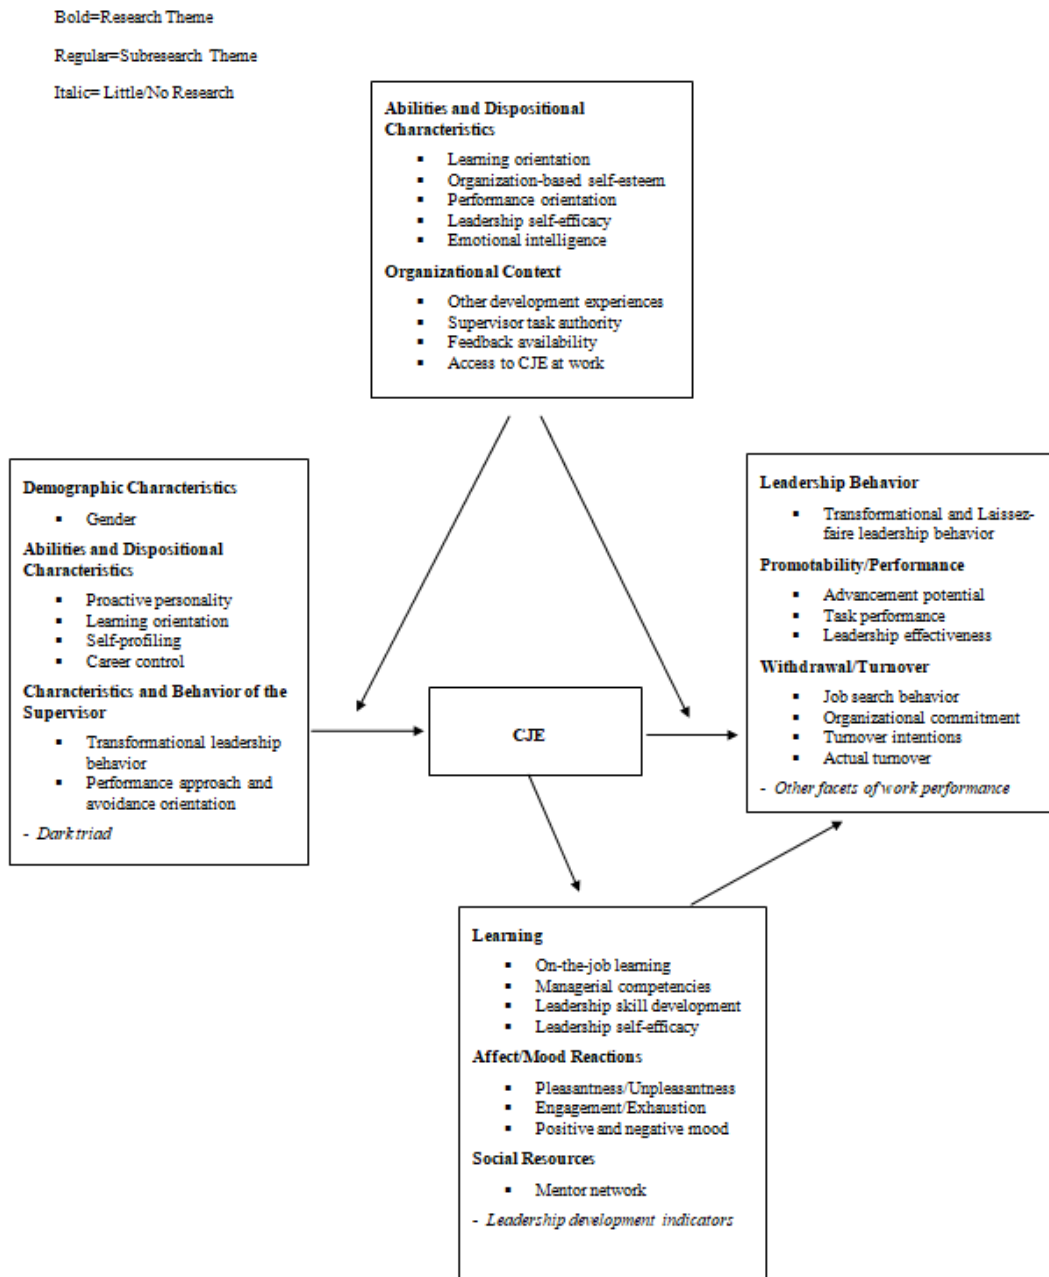 Bold=Research Theme
Regular=Subresearch Theme
Italic= Little/No Research
Abilities and Dispositional
Characteristics
▪ Learning orientation
▪ Organization-based self-esteem
▪ Performance orientation
▪ Leadership self-efficacy
▪ Emotional intelligence
Organizational Context
▪ Other development experiences
▪ Supervisor task authority
▪ Feedback availability
▪ Access to CJE at work
Demographic Characteristics
▪ Gender
Abilities and Dispositional
Characteristics
▪ Proactive personality
▪ Learning orientation
▪ Self-profiling
▪ Career control
Characteristics and Behavior of the
Supervisor
▪ Transformational leadership
behavior
▪ Performance approach and
avoidance orientation
- Dark triad
CJE
Leadership Behavior
▪ Transformational and Laissez-
faire leadership behavior
Promotability/Performance
▪ Advancement potential
▪ Task performance
▪ Leadership effectiveness
Withdrawal/Turnover
▪ Job search behavior
▪ Organizational commitment
▪ Turnover intentions
▪ Actual turnover
- Other facets of work performance
Learning
▪ On-the-job learning
▪ Managerial competencies
▪ Leadership skill development
▪ Leadership self-efficacy
Affect/Mood Reactions
▪ Pleasantness/Unpleasantness
▪ Engagement/Exhaustion
▪ Positive and negative mood
Social Resources
▪ Mentor network
- Leadership development indicators